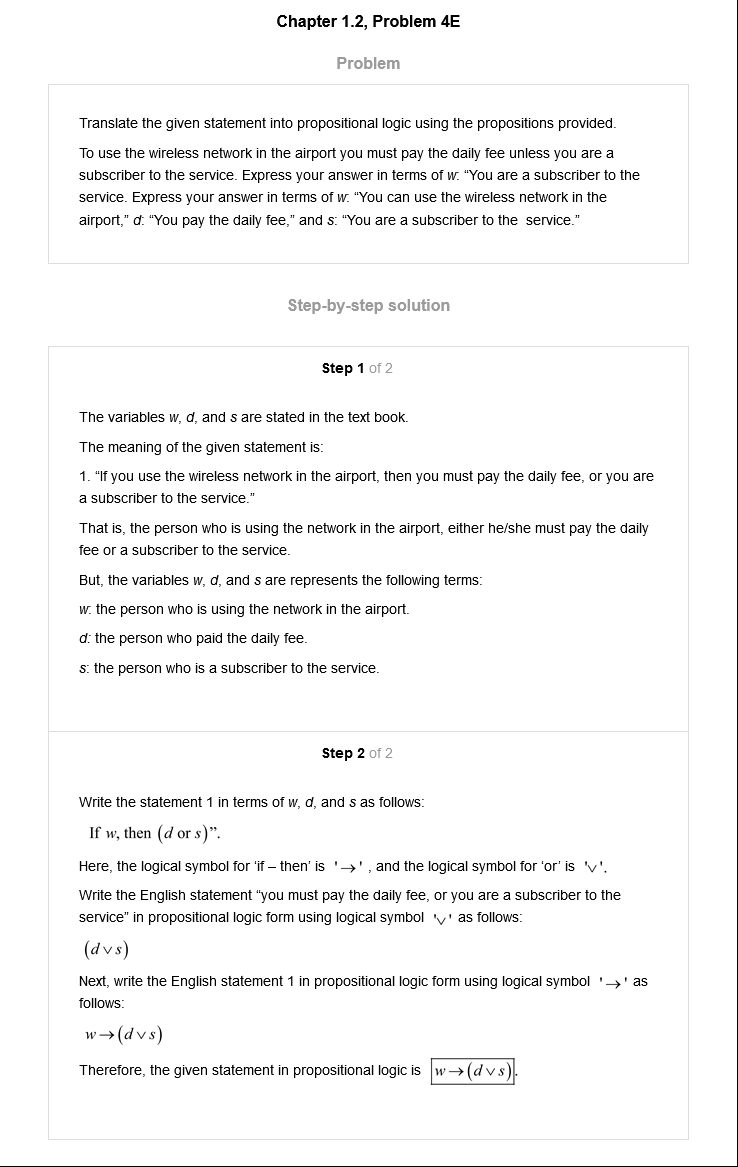 Chapter 1.2, Problem 4E
Problem
Translate the given statement into propositional logic using the propositions provided.
To use the wireless network in the airport you must pay the daily fee unless you are a
subscriber to the service. Express your answer in terms of w: “You are a subscriber to the
service. Express your answer in terms of w: “You can use the wireless network in the
airport,” d: “You pay the daily fee,” and s: “You are a subscriber to the service.”
Step-by-step solution
Step 1 of 2
The variables w, d, and s are stated in the text book.
The meaning of the given statement is:
1. “If you use the wireless network in the airport, then you must pay the daily fee, or you are
a subscriber to the service.”
That is, the person who is using the network in the airport, either he/she must pay the daily
fee or a subscriber to the service.
But, the variables w, d, and s are represents the following terms:
w: the person who is using the network in the airport.
d: the person who paid the daily fee.
s: the person who is a subscriber to the service.
Step 2 of 2
Write the statement 1 in terms of w, d, and s as follows:
If w, then (d or s)”.
Here, the logical symbol for ‘if – then’ is '→' , and the logical symbol for ‘or’ is '∨'.
Write the English statement “you must pay the daily fee, or you are a subscriber to the
service” in propositional logic form using logical symbol '∨' as follows:
(d∨s)
Next, write the English statement 1 in propositional logic form using logical symbol '→' as
follows:
w→(d∨s)
Therefore, the given statement in propositional logic is w→(d∨s).